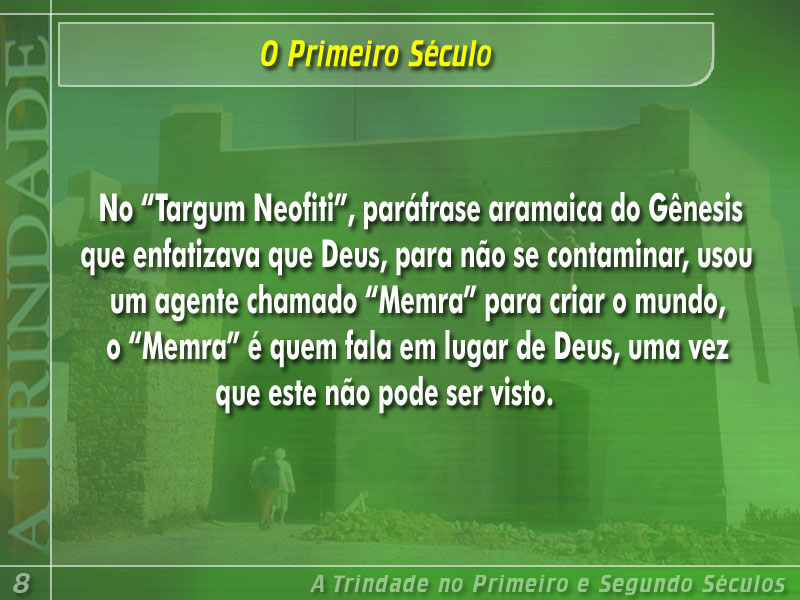 O Primeiro Século
A TRINDADE
No “Targum Neofiti”, paráfrase aramaica do Gênesis
que enfatizava que Deus, para não se contaminar, usou
um agente chamado “Memra” para criar o mundo,
o “Memra” é quem fala em lugar de Deus, uma vez
que este não pode ser visto.
8
A Trindade no Primeiro e Segundo Séculos